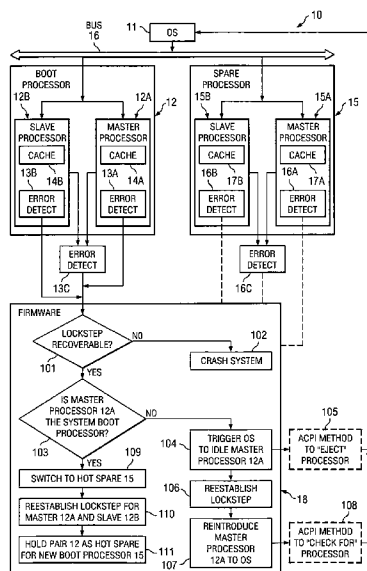 10
11
OS
BUS
16
BOOT
PROCESSOR
SPARE
PROCESSOR
12B
12A
12
15B
15A
15
SLAVE
PROCESSOR
MASTER
PROCESSOR
SLAVE
PROCESSOR
MASTER
PROCESSOR
CACHE
CACHE
CACHE
CACHE
13B
14B
13A
14A
16B
17B
16A
17A
ERROR
DETECT
ERROR
DETECT
ERROR
DETECT
ERROR
DETECT
ERROR
DETECT
13C
ERROR
DETECT
16C
FIRMWARE
LOCKSTEP
RECOVERABLE?
101
NO
102
CRASH SYSTEM
YES
IS MASTER
PROCESSOR 12A
THE SYSTEM BOOT
PROCESSOR?
103
NO
YES
104
TRIGGER OS
TO IDLE MASTER
PROCESSOR 12A
105
ACPI METHOD
TO "EJECT"
PROCESSOR
109
SWITCH TO HOT SPARE 15
106
REESTABLISH
LOCKSTEP
18
REESTABLISH LOCKSTEP FOR
MASTER 12A AND SLAVE 12B
110
REINTRODUCE
MASTER
PROCESSOR
12A TO OS
107
108
ACPI METHOD
TO "CHECK FOR"
PROCESSOR
HOLD PAIR 12 AS HOT SPARE
FOR NEW BOOT PROCESSOR 15
111